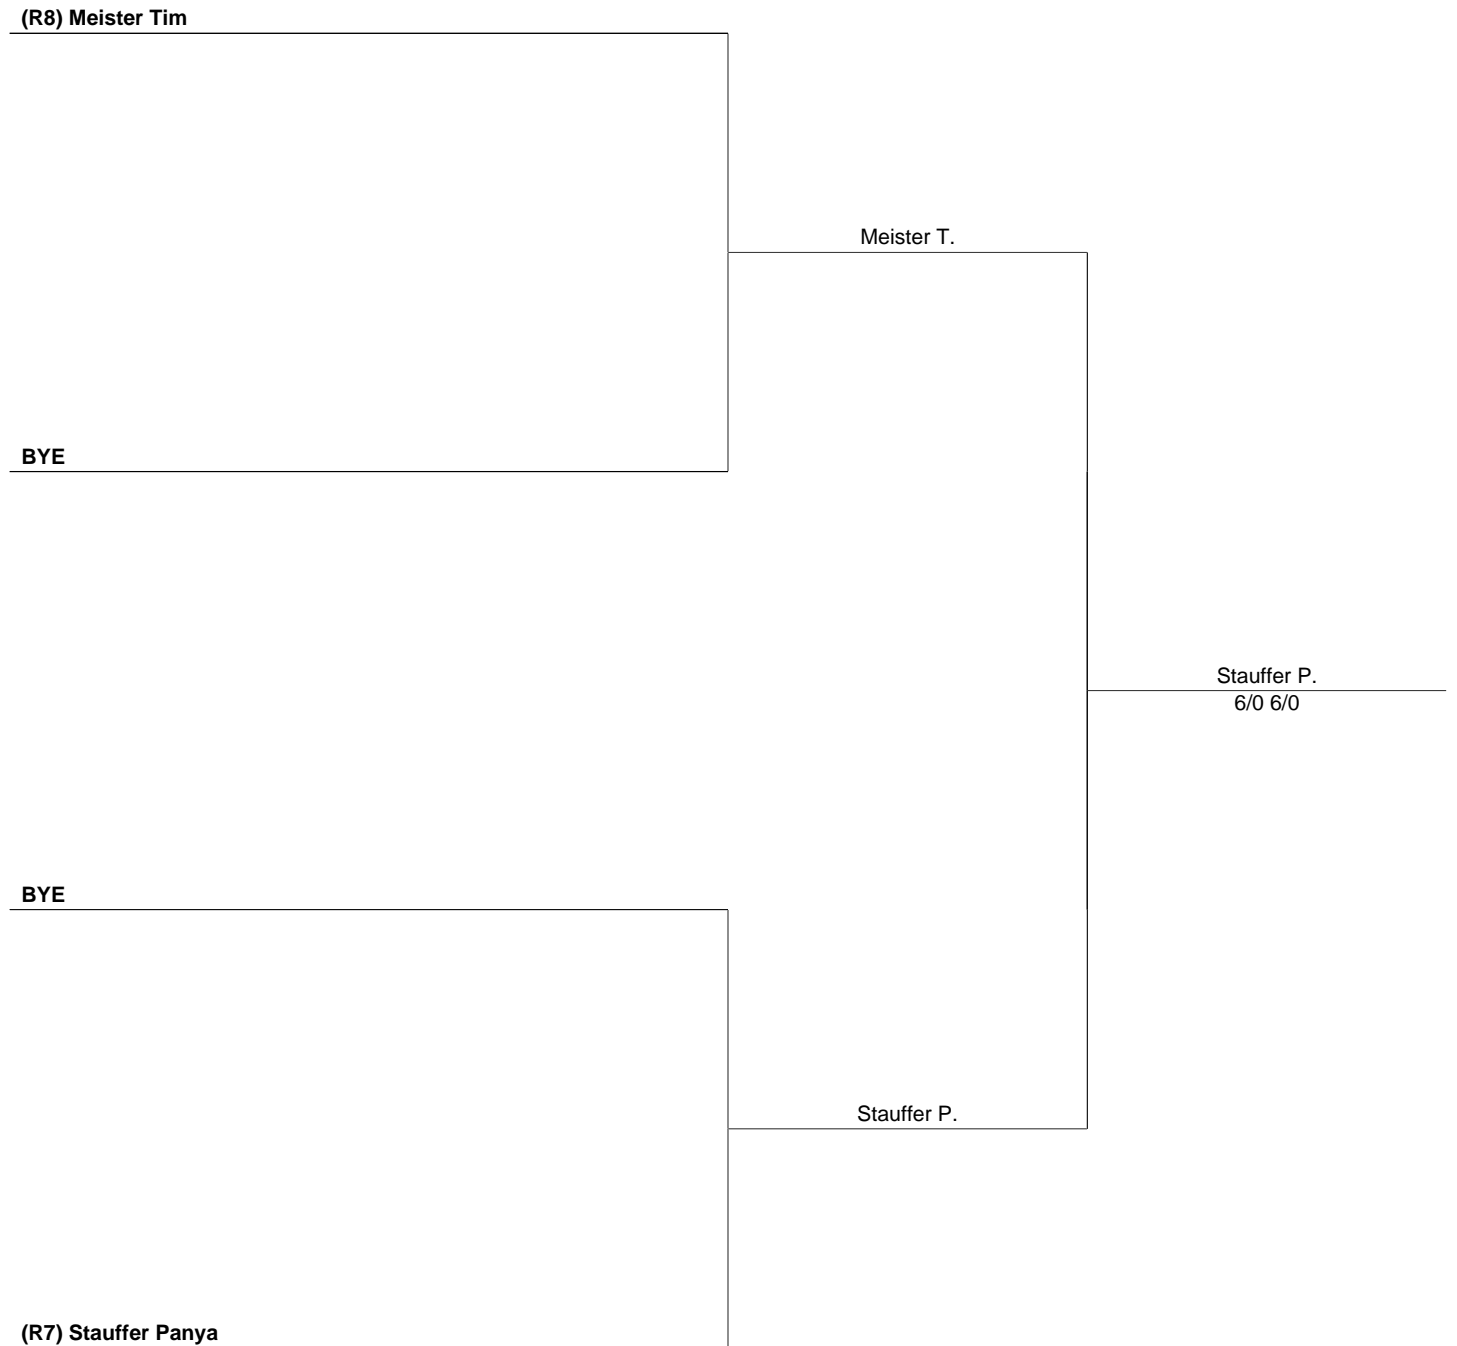 (R8) Meister Tim
Meister T.
BYE
Stauffer P.
6/0 6/0
BYE
Stauffer P.
(R7) Stauffer Panya